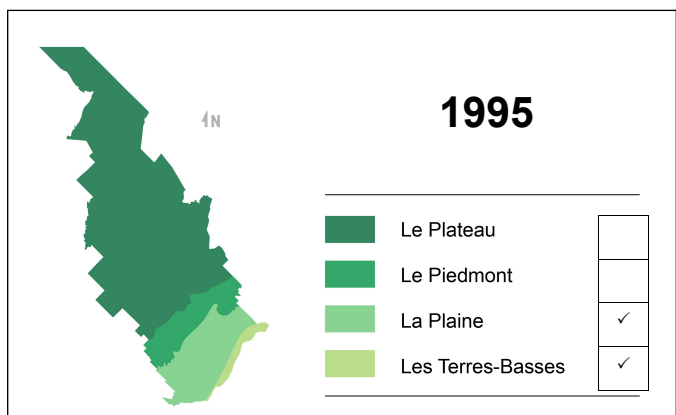 N
1995
Le Plateau
Le Piedmont
La Plaine ✓
Les Terres-Basses ✓